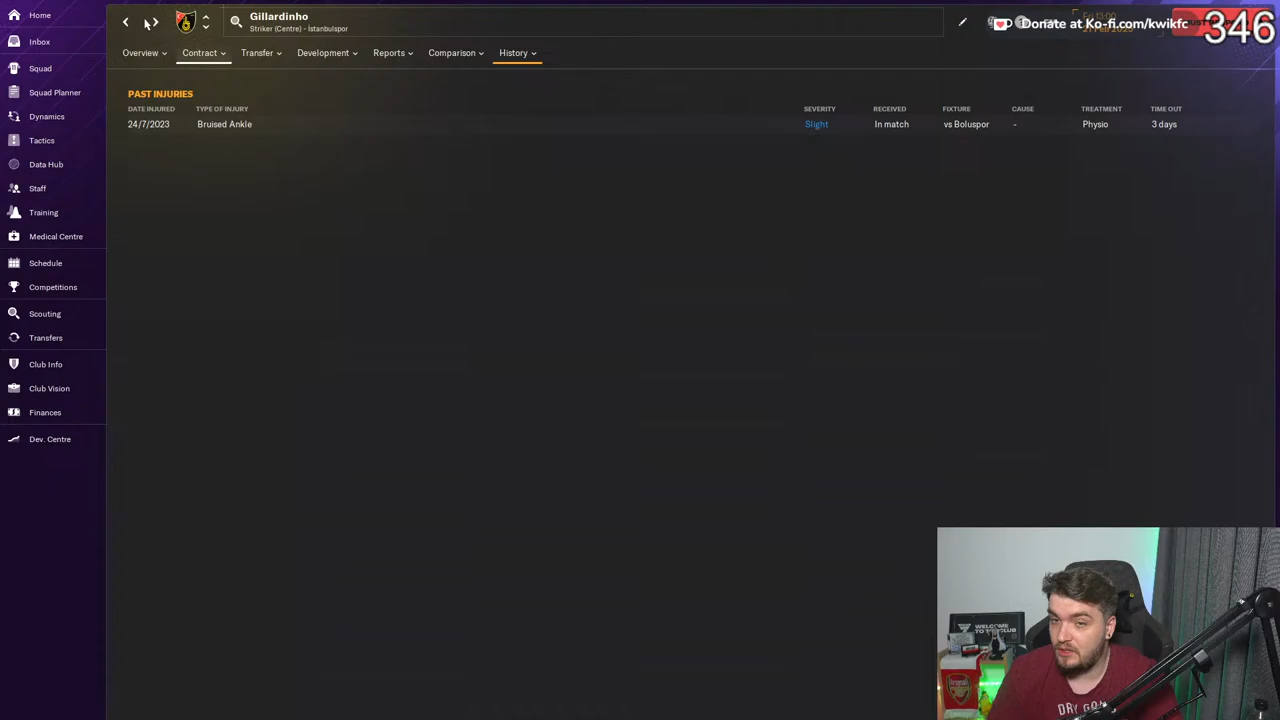 Home
Inbox
Squad
Squad Planner
Dynamics
Tactics
Data Hub
Staff
Training
Medical Centre
Schedule
Competitions
Scouting
Transfers
Club Info
Club Vision
Finances
Dev. Centre
Gillardinho
Striker (Centre) - İstanbulspor
Donate at Ko-fi.com/kwikfc
346
Overview
Contract
Transfer
Development
Reports
Comparison
History
PAST INJURIES
DATE INJURED TYPE OF INJURY SEVERITY RECEIVED FIXTURE CAUSE TREATMENT TIME OUT
24/7/2023 Bruised Ankle Slight In match vs Boluspor - Physio 3 days
WELCOME
Arsenal